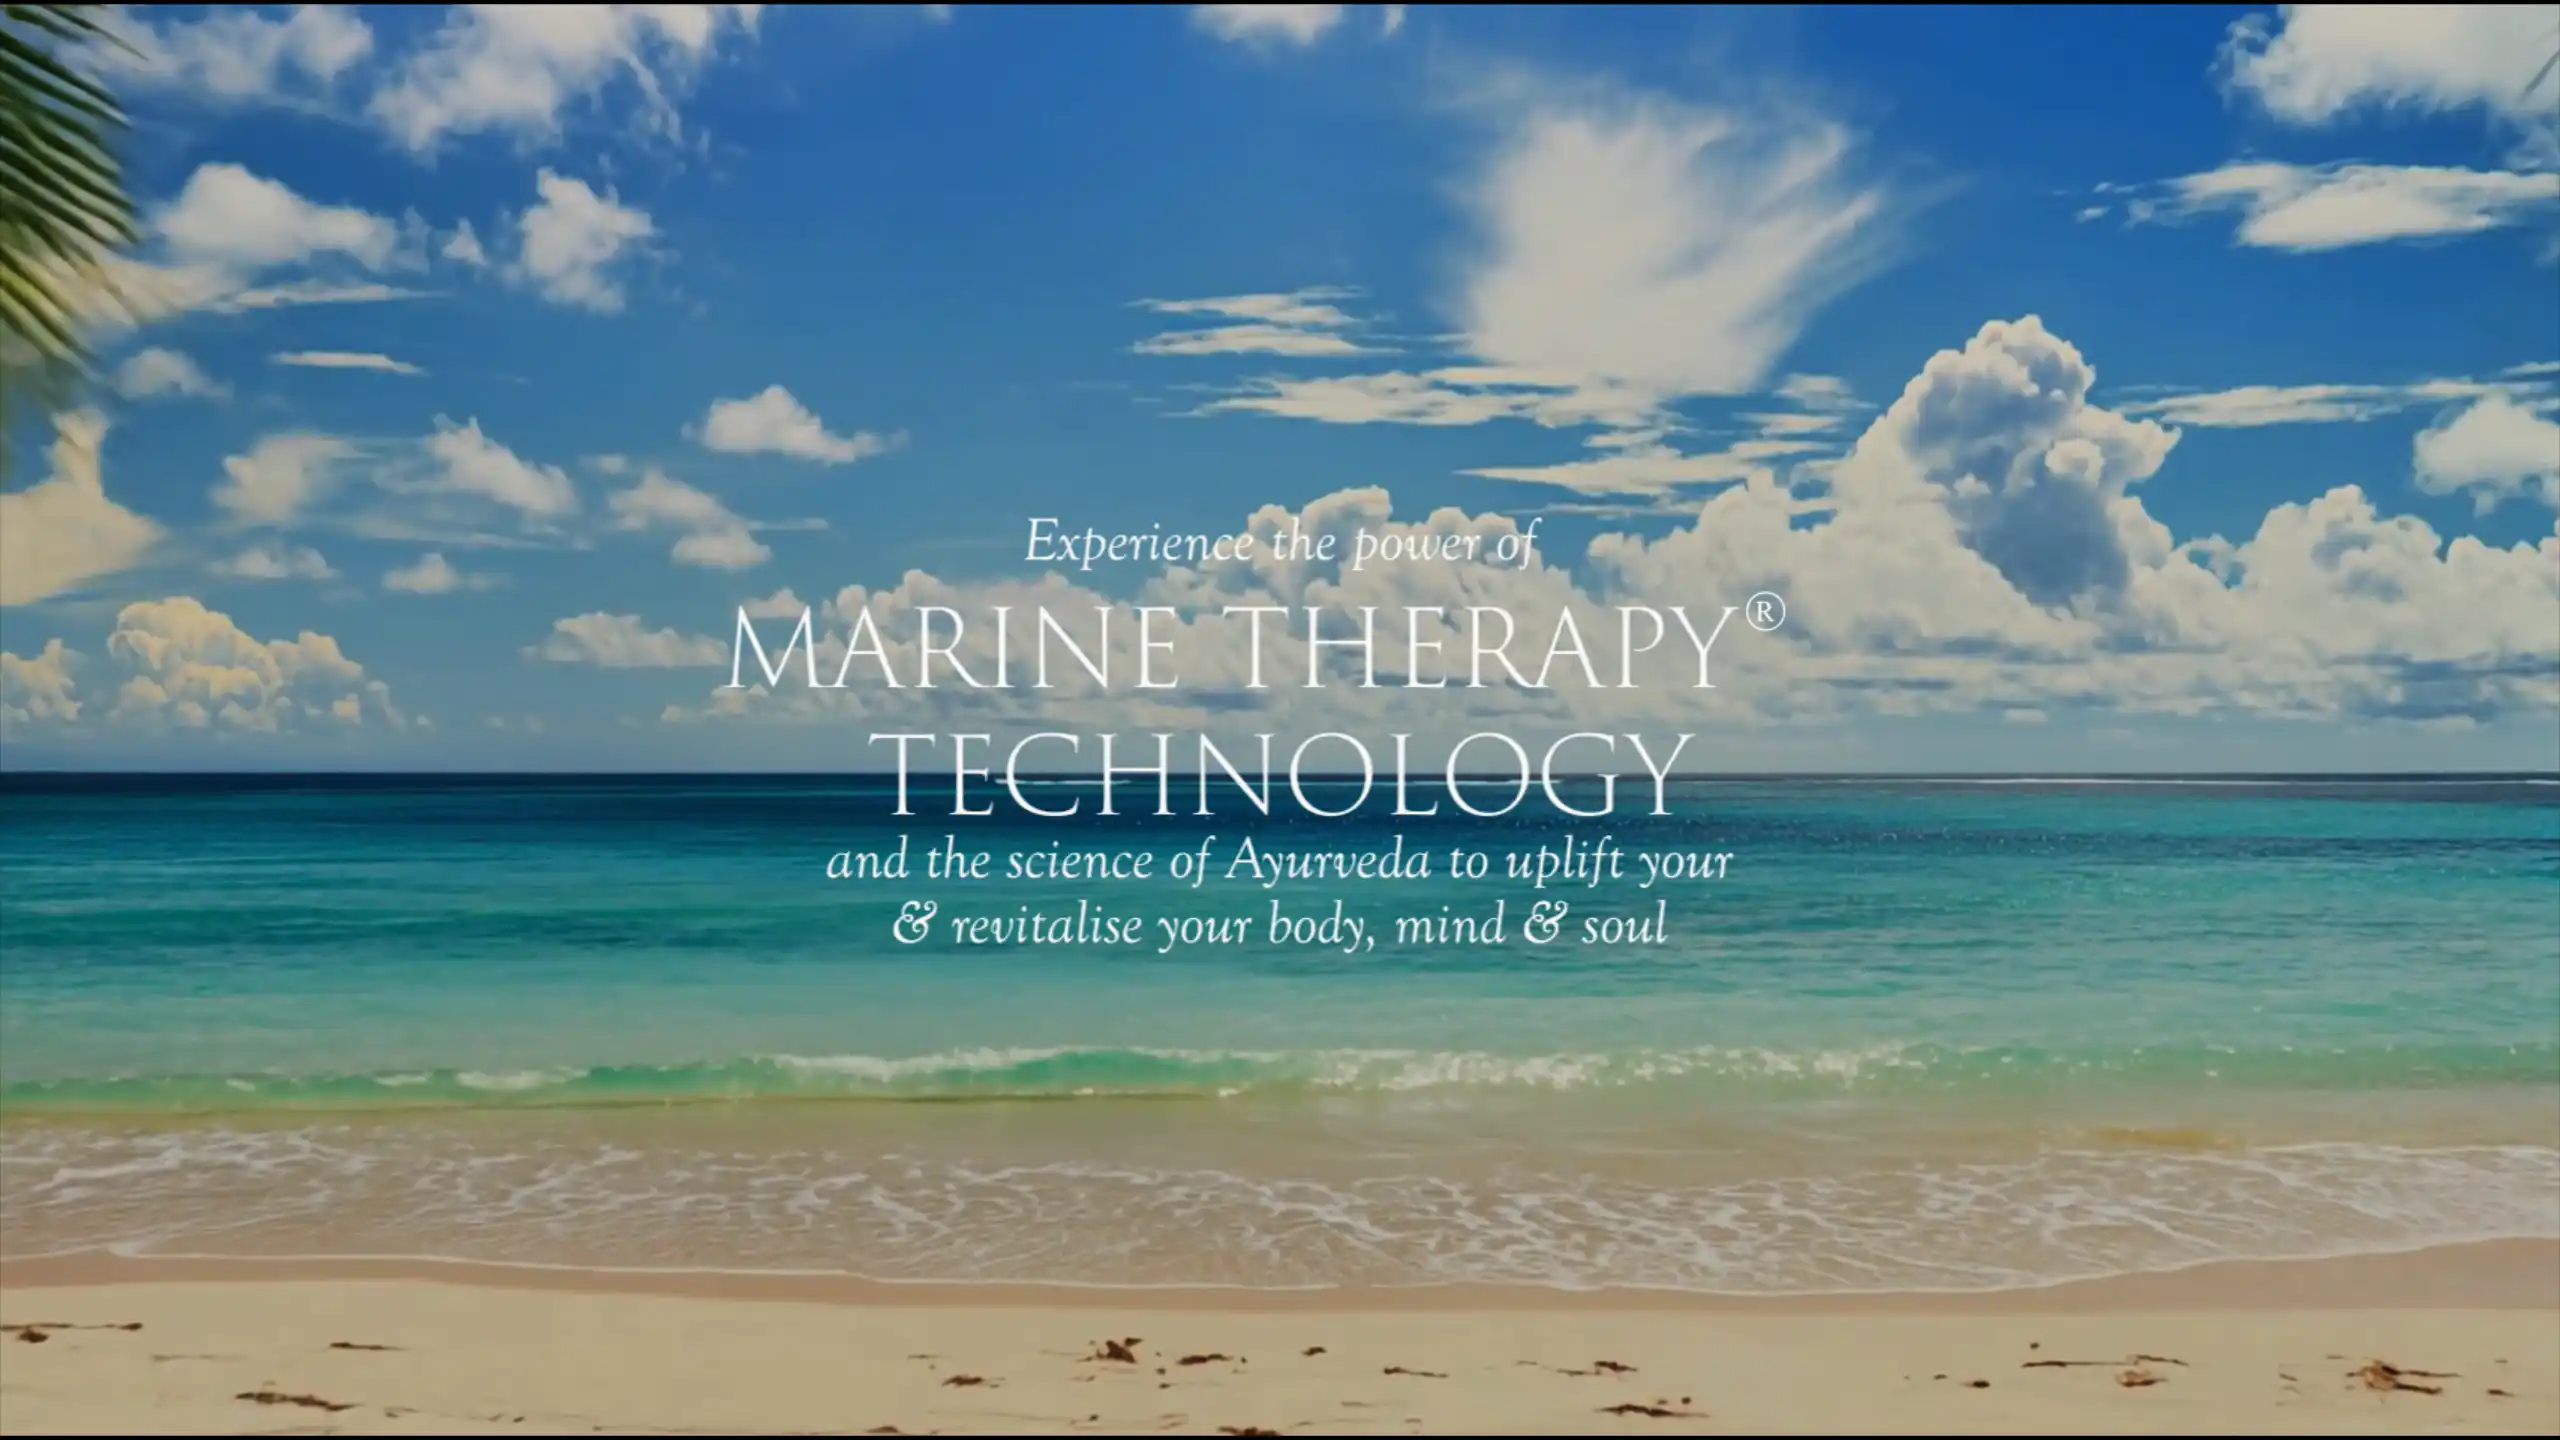 Experience the power of
MARINE THERAPY®
TECHNOLOGY
and the science of Ayurveda to uplift your
& revitalise your body, mind & soul